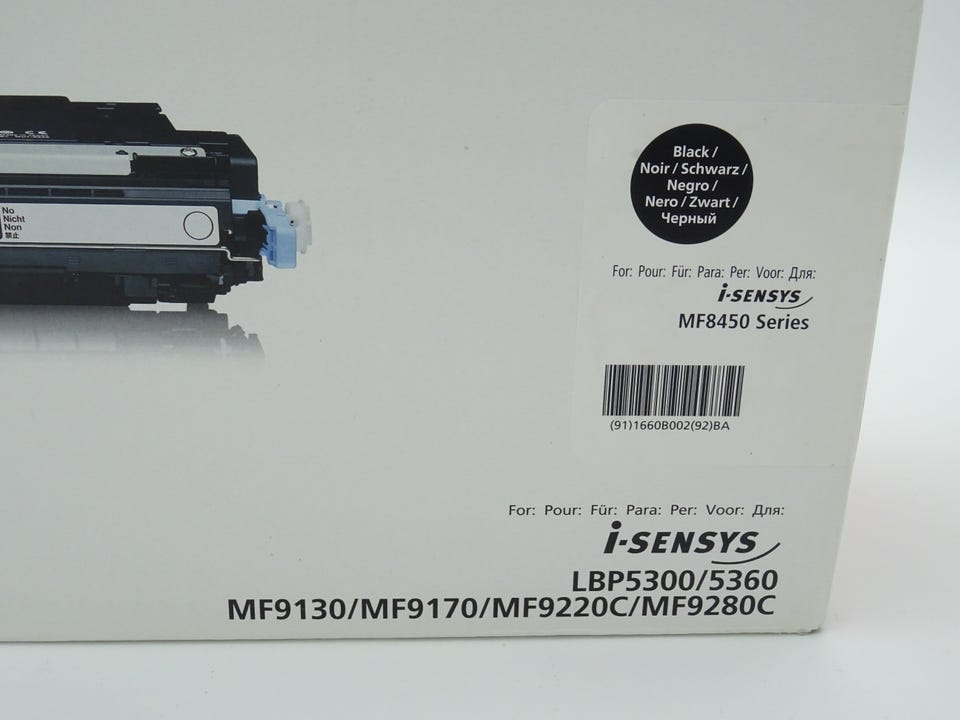 No
Nicht
Non
禁止
Black /
Noir / Schwarz /
Negro /
Nero / Zwart /
Черный
For: Pour: Für: Para: Per: Voor: Для:
i-SENSYS
MF8450 Series
(91)1660B002(92)BA
For: Pour: Für: Para: Per: Voor: Для:
i-SENSYS
LBP5300/5360
MF9130/MF9170/MF9220C/MF9280C